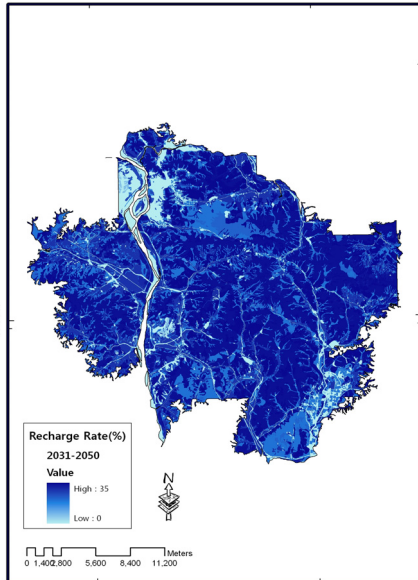 Recharge Rate(%)
2031-2050
Value
High : 35
Low : 0
N
Meters
0 1,400 2,800 5,600 8,400 11,200